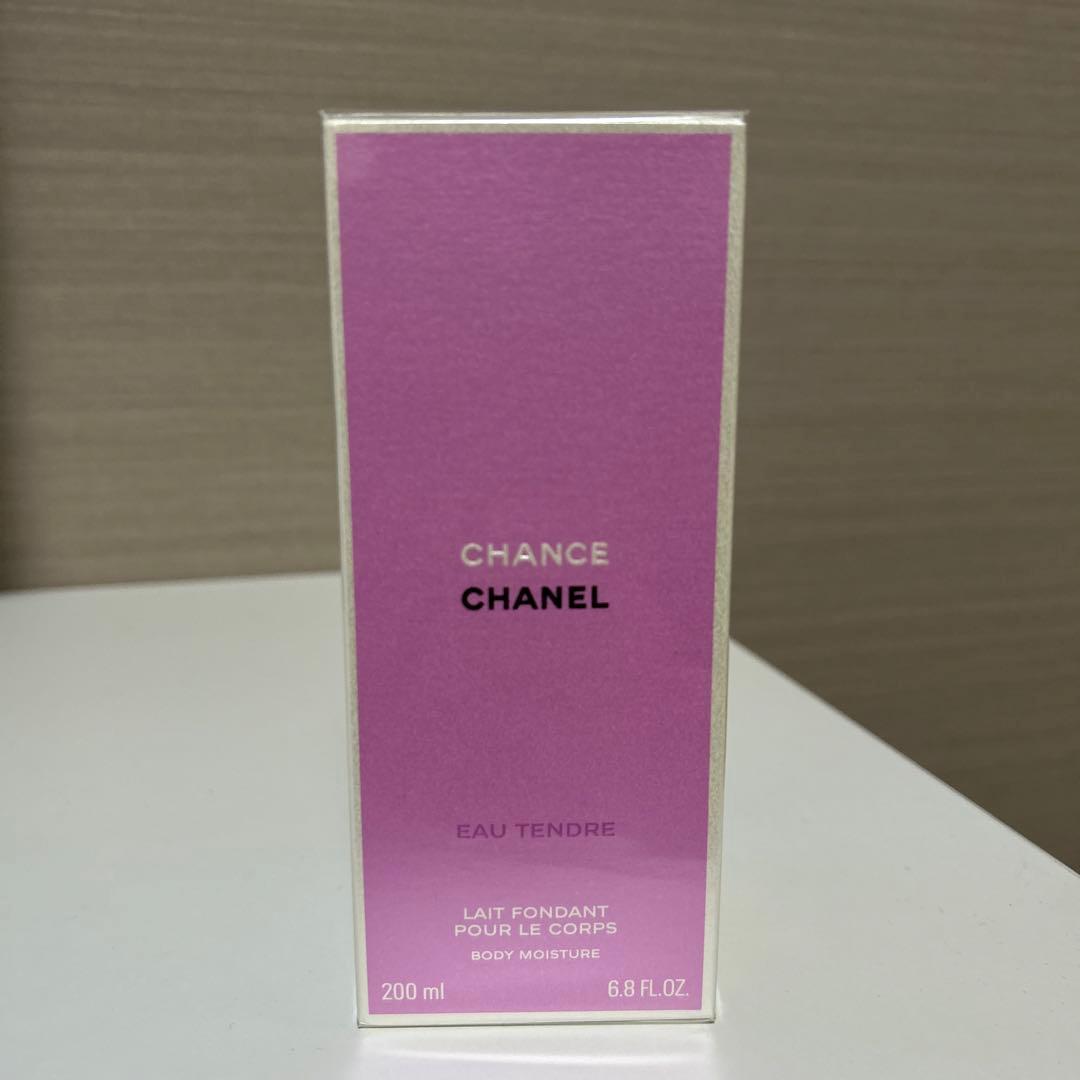 CHANCE
CHANEL
EAU TENDRE
LAIT FONDANT
POUR LE CORPS
BODY MOISTURE
200 ml 6.8 FL.OZ.